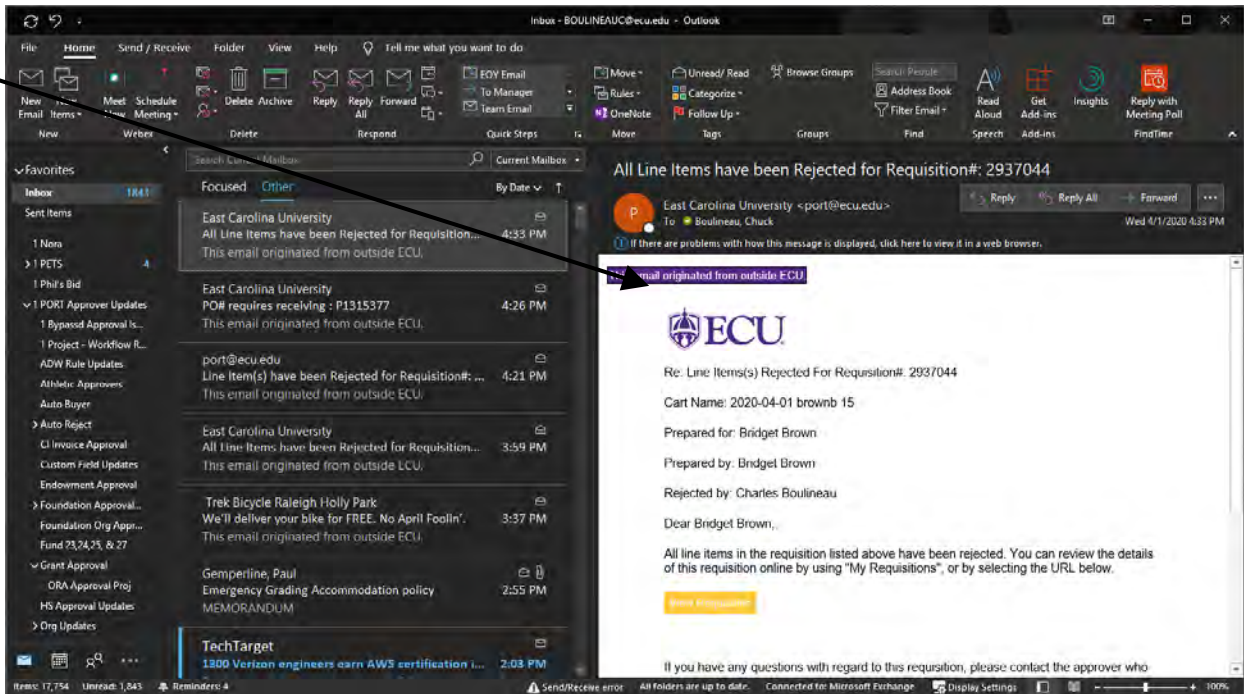 Inbox - BOULINEAUC@ecu.edu - Outlook
File Home Send / Receive Folder View Help Tell me what you want to do
New Email
Items
Meet Now
Schedule Meeting
Delete Archive
Reply Reply All Forward
EOY Email
To Manager
Team Email
Move
Rules
OneNote
Unread/ Read
Categorize
Follow Up
Browse Groups
Search People
Address Book
Filter Email
Read Aloud
Get Add-ins
Insights
Reply with Meeting Poll
New Webex Delete Respond Quick Steps Move Tags Groups Find Speech Add-ins FindTime
Favorites
Inbox 1841
Sent Items
1 Nora
1 PETS 4
1 Phil's Bid
1 PORT Approver Updates
1 Bypassd Approval Is...
1 Project - Workflow R...
ADW Rule Updates
Athletic Approvers
Auto Buyer
Auto Reject
CI Invoice Approval
Custom Field Updates
Endowment Approval
Foundation Approval...
Foundation Org Appr...
Fund 23,24,25, & 27
Grant Approval
ORA Approval Proj
HS Approval Updates
Org Updates
Search Current Mailbox Current Mailbox
Focused Other By Date
East Carolina University
All Line Items have been Rejected for Requisition... 4:33 PM
This email originated from outside ECU.
East Carolina University
PO# requires receiving : P1315377 4:26 PM
This email originated from outside ECU.
port@ecu.edu
Line Item(s) have been Rejected for Requisition#: ... 4:21 PM
This email originated from outside ECU.
East Carolina University
All Line Items have been Rejected for Requisition... 3:59 PM
This email originated from outside ECU.
Trek Bicycle Raleigh Holly Park
We'll deliver your bike for FREE. No April Foolin'. 3:37 PM
This email originated from outside ECU.
Gemperline, Paul
Emergency Grading Accommodation policy 2:55 PM
MEMORANDUM
TechTarget
1300 Verizon engineers earn AWS certification i... 2:03 PM
All Line Items have been Rejected for Requisition#: 2937044
P
East Carolina University <port@ecu.edu>
To Boulineau, Chuck
Reply Reply All Forward ...
Wed 4/1/2020 4:33 PM
If there are problems with how this message is displayed, click here to view it in a web browser.
email originated from outside ECU.
ECU
Re: Line Items(s) Rejected For Requisition#: 2937044
Cart Name: 2020-04-01 brownb 15
Prepared for: Bridget Brown
Prepared by: Bridget Brown
Rejected by: Charles Boulineau
Dear Bridget Brown,
All line items in the requisition listed above have been rejected. You can review the details
of this requisition online by using "My Requisitions", or by selecting the URL below.
If you have any questions with regard to this requisition, please contact the approver who
Items: 17,754 Unread: 1,843 Reminders: 4 Send/Receive error All folders are up to date. Connected to: Microsoft Exchange Display Settings 100%